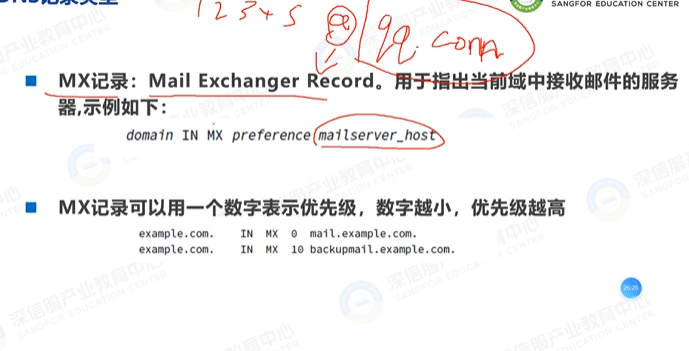 DNS记录类型
SANGFOR EDUCATION CENTER
12345@qq.com
MX记录：Mail Exchanger Record。用于指出当前域中接收邮件的服务
器,示例如下：
domain IN MX preference mailserver_host
MX记录可以用一个数字表示优先级，数字越小，优先级越高
example.com. IN MX 0 mail.example.com.
example.com. IN MX 10 backupmail.example.com.
深信服产业教育中心
SANGFOR EDUCATION CENTER